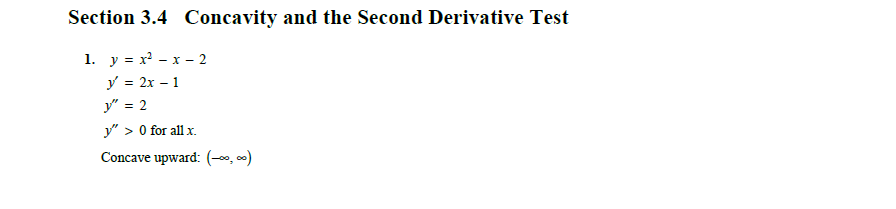 Section 3.4 Concavity and the Second Derivative Test
1. y = x² − x − 2
y′ = 2x − 1
y″ = 2
y″ > 0 for all x.
Concave upward: (−∞, ∞)